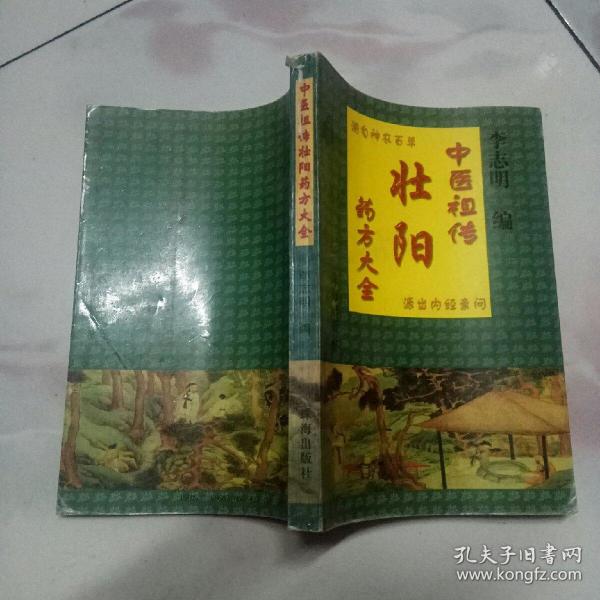 中医祖传壮阳药方大全
海出版社
源自神农百草
中医祖传
壮阳
药方大全
源出内经素问
李志明 编
孔夫子旧书网
www.kongfz.com